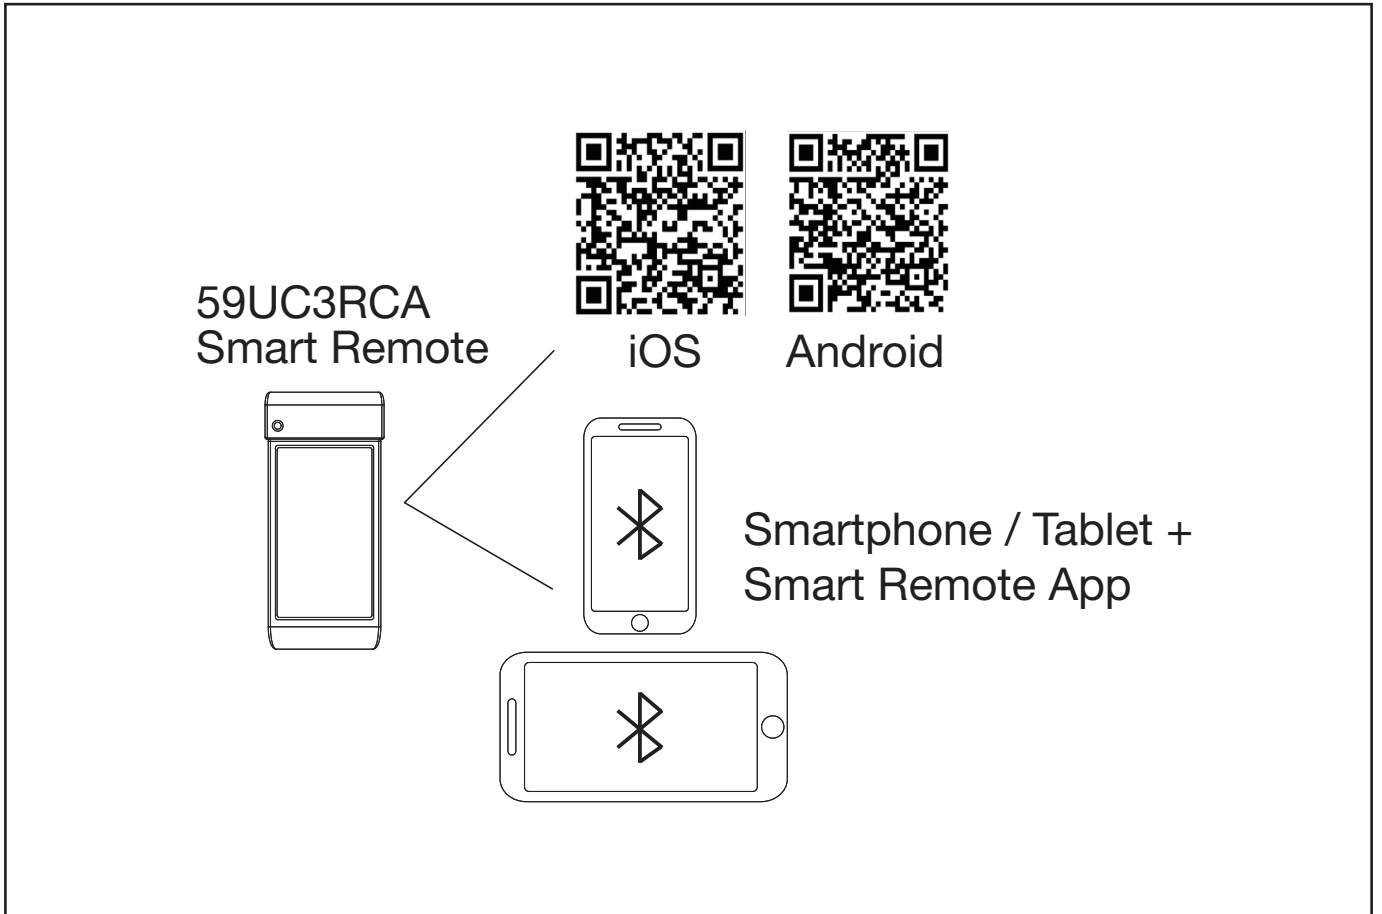 59UC3RCA
Smart Remote
iOS
Android
Smartphone / Tablet +
Smart Remote App